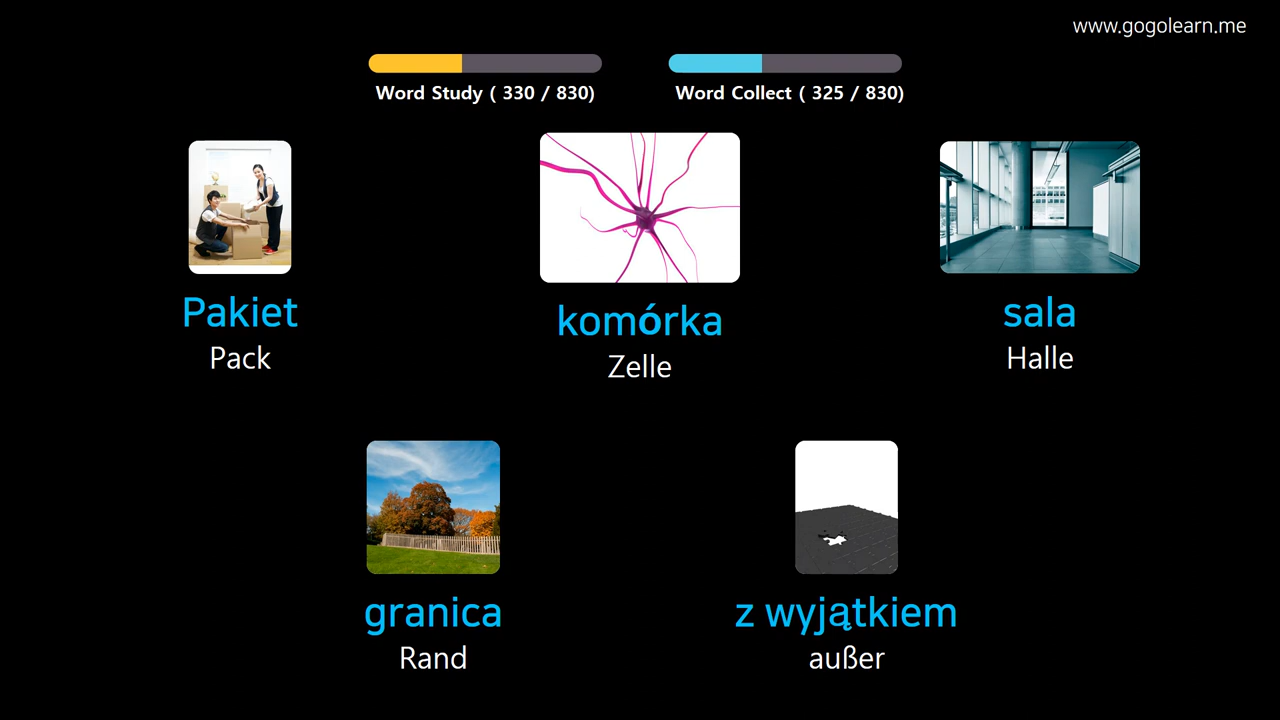 www.gogolearn.me
Word Study ( 330 / 830)
Word Collect ( 325 / 830)
Pakiet
Pack
komórka
Zelle
sala
Halle
granica
Rand
z wyjątkiem
außer